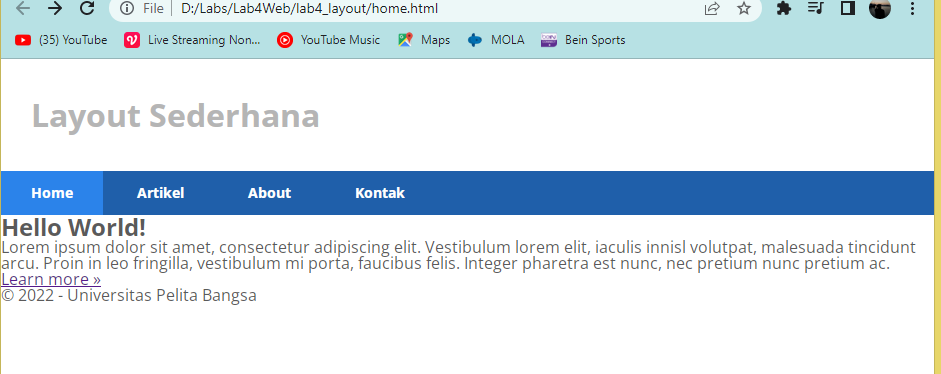 File D:/Labs/Lab4Web/lab4_layout/home.html
(35) YouTube Live Streaming Non... YouTube Music Maps MOLA Bein Sports
Layout Sederhana
Home Artikel About Kontak
Hello World!
Lorem ipsum dolor sit amet, consectetur adipiscing elit. Vestibulum lorem elit, iaculis innisl volutpat, malesuada tincidunt
arcu. Proin in leo fringilla, vestibulum mi porta, faucibus felis. Integer pharetra est nunc, nec pretium nunc pretium ac.
Learn more »
© 2022 - Universitas Pelita Bangsa